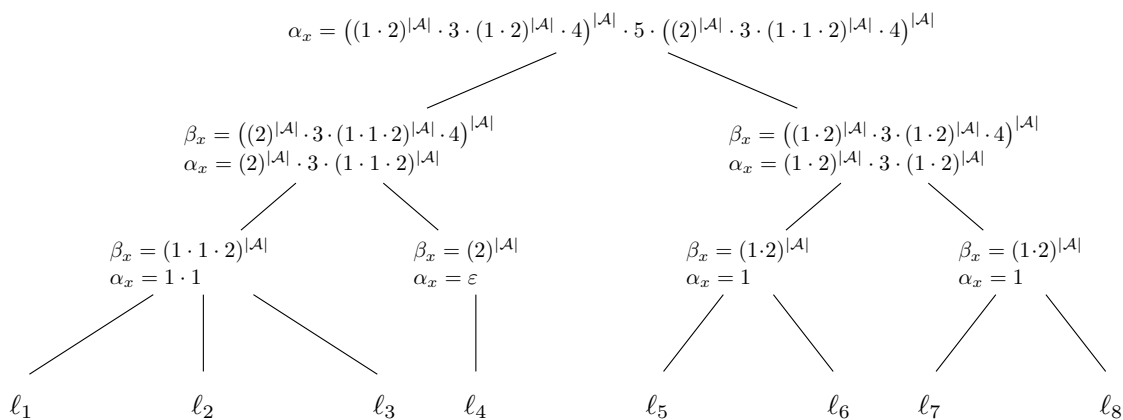 α_x = ((1 · 2)^{|𝒜|} · 3 · (1 · 2)^{|𝒜|} · 4)^{|𝒜|} · 5 · ((2)^{|𝒜|} · 3 · (1 · 1 · 2)^{|𝒜|} · 4)^{|𝒜|}
β_x = ((2)^{|𝒜|} · 3 · (1 · 1 · 2)^{|𝒜|} · 4)^{|𝒜|}
α_x = (2)^{|𝒜|} · 3 · (1 · 1 · 2)^{|𝒜|}
β_x = ((1 · 2)^{|𝒜|} · 3 · (1 · 2)^{|𝒜|} · 4)^{|𝒜|}
α_x = (1 · 2)^{|𝒜|} · 3 · (1 · 2)^{|𝒜|}
β_x = (1 · 1 · 2)^{|𝒜|}
α_x = 1 · 1
β_x = (2)^{|𝒜|}
α_x = ε
β_x = (1·2)^{|𝒜|}
α_x = 1
β_x = (1·2)^{|𝒜|}
α_x = 1
ℓ_1 ℓ_2 ℓ_3 ℓ_4 ℓ_5 ℓ_6 ℓ_7 ℓ_8